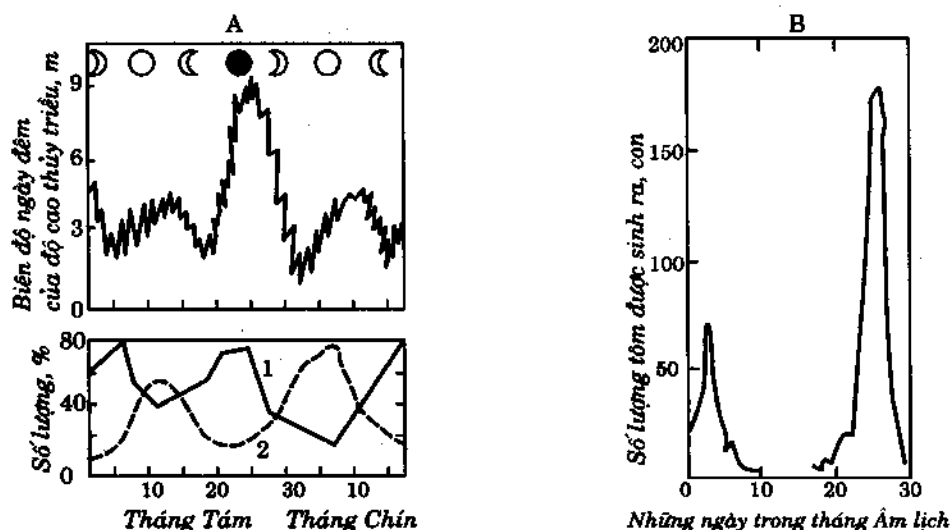 A
Biên độ ngày đêm
của độ cao thủy triều, m
9
6
3
0
Số lượng, %
80
40
0
1
2
10 20 30 10
Tháng Tám Tháng Chín
B
Số lượng tôm được sinh ra, con
200
150
100
50
0 10 20 30
Những ngày trong tháng Âm lịch